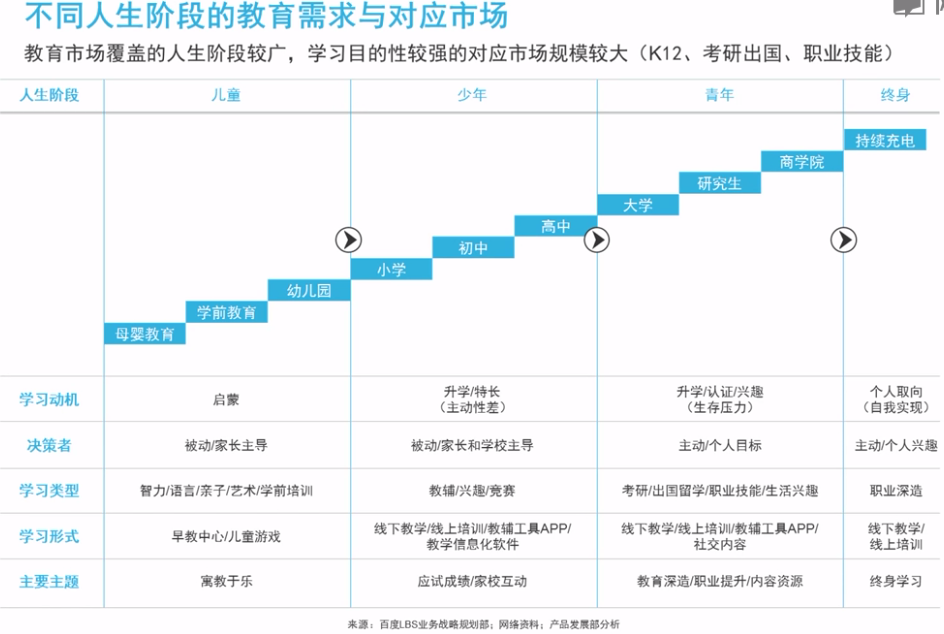 不同人生阶段的教育需求与对应市场
教育市场覆盖的人生阶段较广，学习目的性较强的对应市场规模较大（K12、考研出国、职业技能）
人生阶段 儿童 少年 青年 终身
持续充电
商学院
研究生
大学
高中
初中
小学
幼儿园
学前教育
母婴教育
学习动机 启蒙 升学/特长 升学/认证/兴趣 个人取向
（主动性差） （生存压力） （自我实现）
决策者 被动/家长主导 被动/家长和学校主导 主动/个人目标 主动/个人兴趣
学习类型 智力/语言/亲子/艺术/学前培训 教辅/兴趣/竞赛 考研/出国留学/职业技能/生活兴趣 职业深造
学习形式 早教中心/儿童游戏 线下教学/线上培训/教辅工具APP/ 线下教学/线上培训/教辅工具APP/ 线下教学/
教学信息化软件 社交内容 线上培训
主要主题 寓教于乐 应试成绩/家校互动 教育深造/职业提升/内容资源 终身学习
来源：百度LBS业务战略规划部；网络资料；产品发展部分析